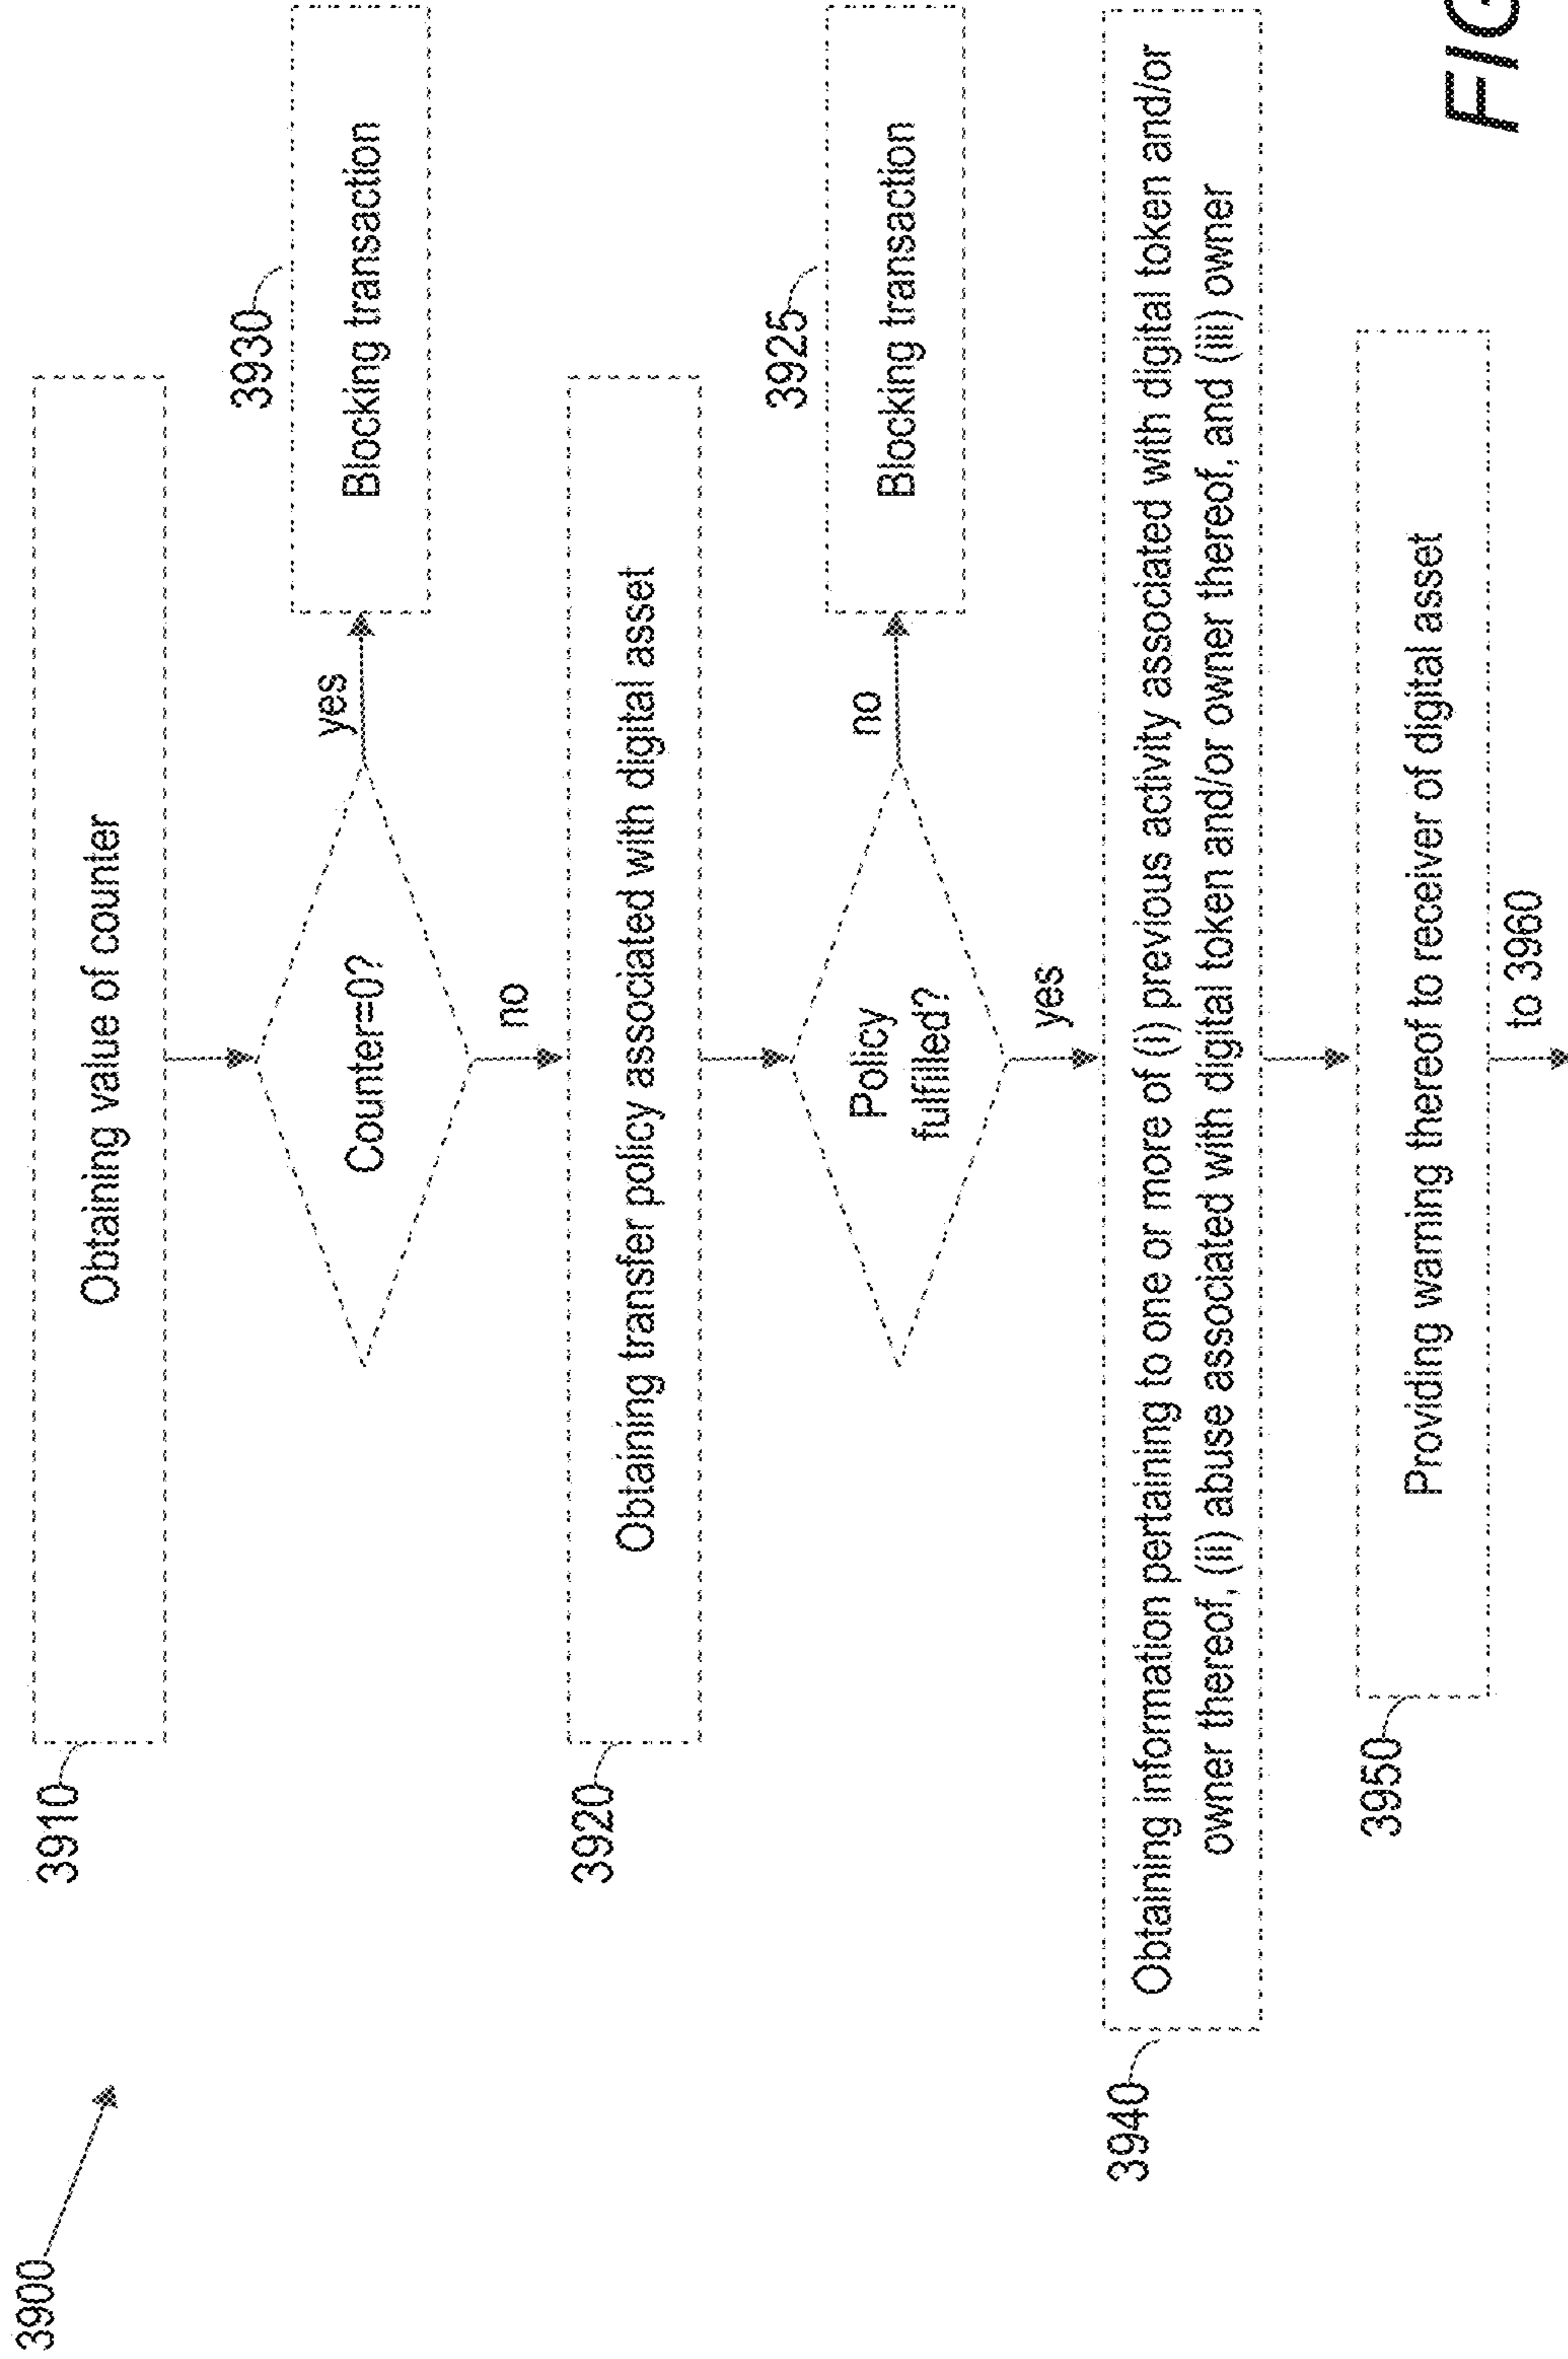 3900
3910
Obtaining value of counter
Counter=0?
yes
3930
Blocking transaction
no
3920
Obtaining transfer policy associated with digital asset
Policy
fulfilled?
no
3925
Blocking transaction
yes
3940
Obtaining information pertaining to one or more of (i) previous activity associated with digital token and/or
owner thereof, (ii) abuse associated with digital token and/or owner thereof, and (iii) owner
3950
Providing warning thereof to receiver of digital asset
to 3960
FIG